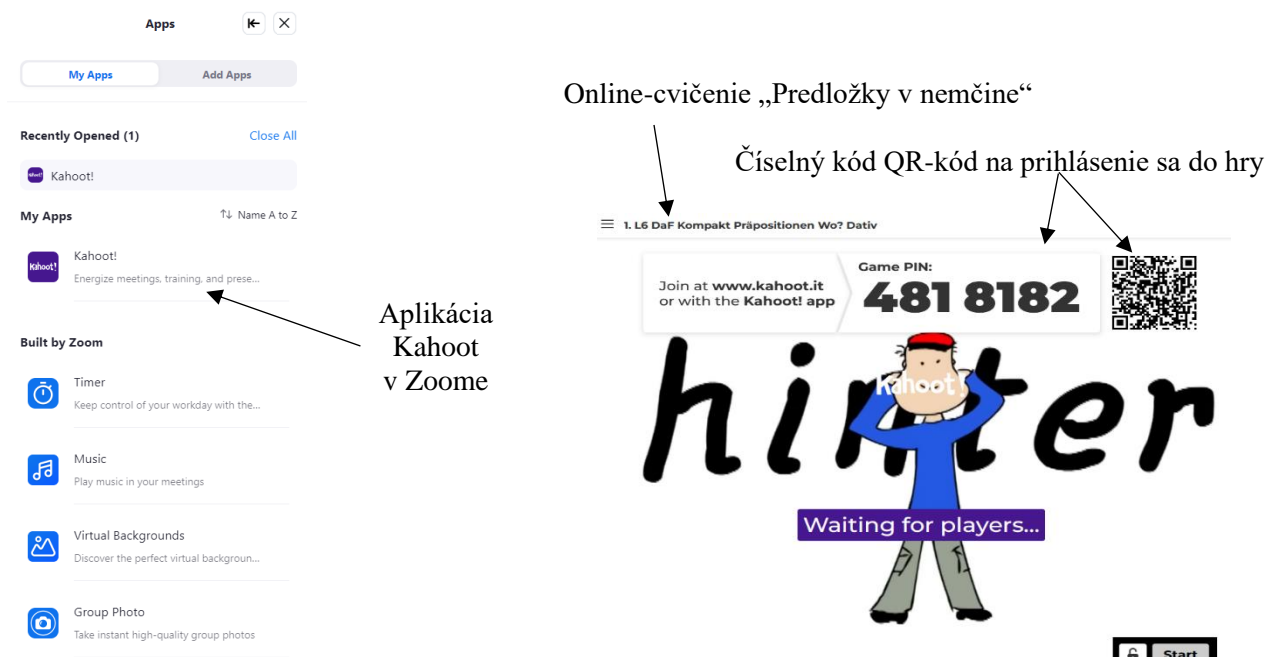 Apps
My Apps
Add Apps
Recently Opened (1)
Close All
Kahoot!
Kahoot!
My Apps
↑↓ Name A to Z
Kahoot!
Kahoot!
Energize meetings, training, and prese...
Built by Zoom
Timer
Keep control of your workday with the...
Music
Play music in your meetings
Virtual Backgrounds
Discover the perfect virtual backgroun...
Group Photo
Take instant high-quality group photos
Aplikácia
Kahoot
v Zoome
Online-cvičenie „Predložky v nemčine“
Číselný kód QR-kód na prihlásenie sa do hry
1. L6 DaF Kompakt Präpositionen Wo? Dativ
Join at www.kahoot.it
or with the Kahoot! app
Game PIN:
481 8182
hinter
Kahoot!
Waiting for players...
Start